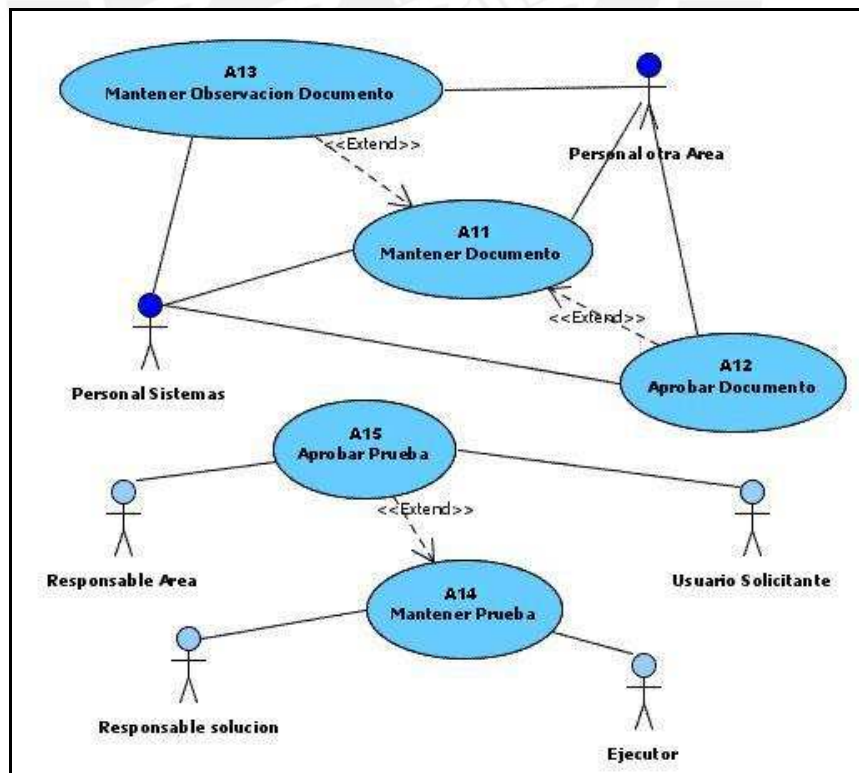 A13
Mantener Observacion Documento
<<Extend>>
Personal otra Area
A11
Mantener Documento
<<Extend>>
A12
Aprobar Documento
Personal Sistemas
A15
Aprobar Prueba
<<Extend>>
Responsable Area
Usuario Solicitante
A14
Mantener Prueba
Responsable solucion
Ejecutor